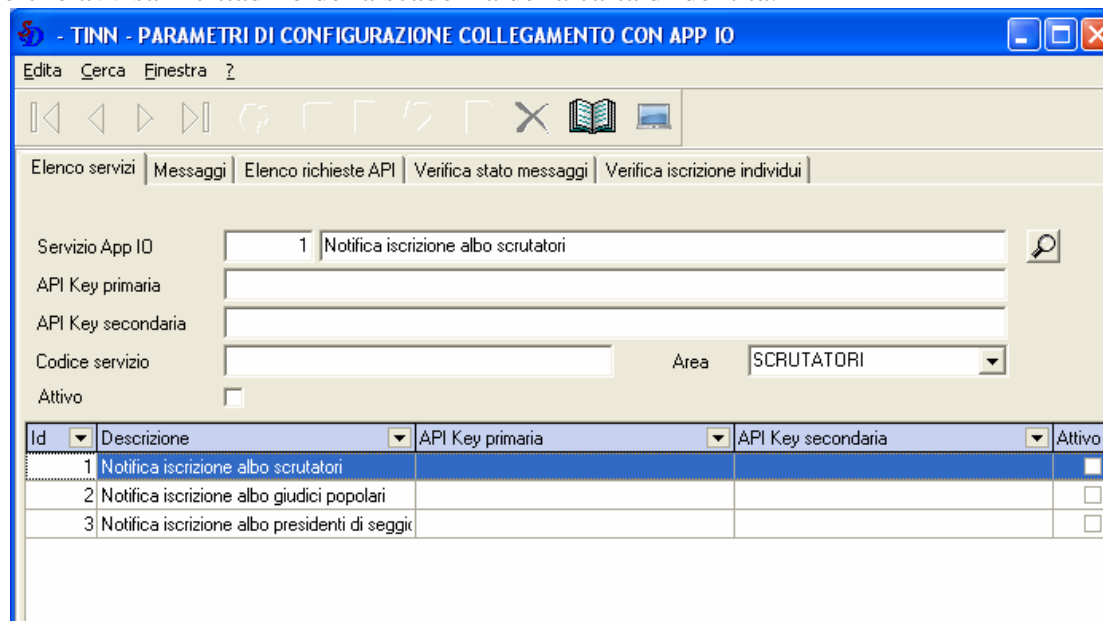 - TINN - PARAMETRI DI CONFIGURAZIONE COLLEGAMENTO CON APP IO
Edita Cerca Finestra ?
Elenco servizi Messaggi Elenco richieste API Verifica stato messaggi Verifica iscrizione individui
Servizio App IO 1 Notifica iscrizione albo scrutatori
API Key primaria
API Key secondaria
Codice servizio Area SCRUTATORI
Attivo
Id Descrizione API Key primaria API Key secondaria Attivo
1 Notifica iscrizione albo scrutatori
2 Notifica iscrizione albo giudici popolari
3 Notifica iscrizione albo presidenti di